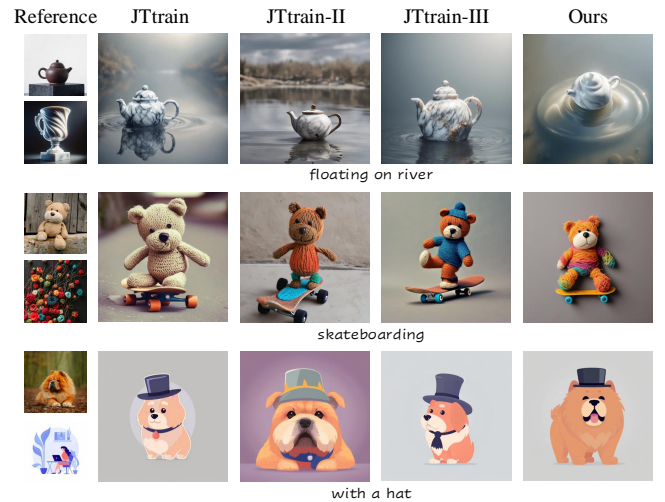 Reference JTtrain JTtrain-II JTtrain-III Ours
floating on river
skateboarding
with a hat